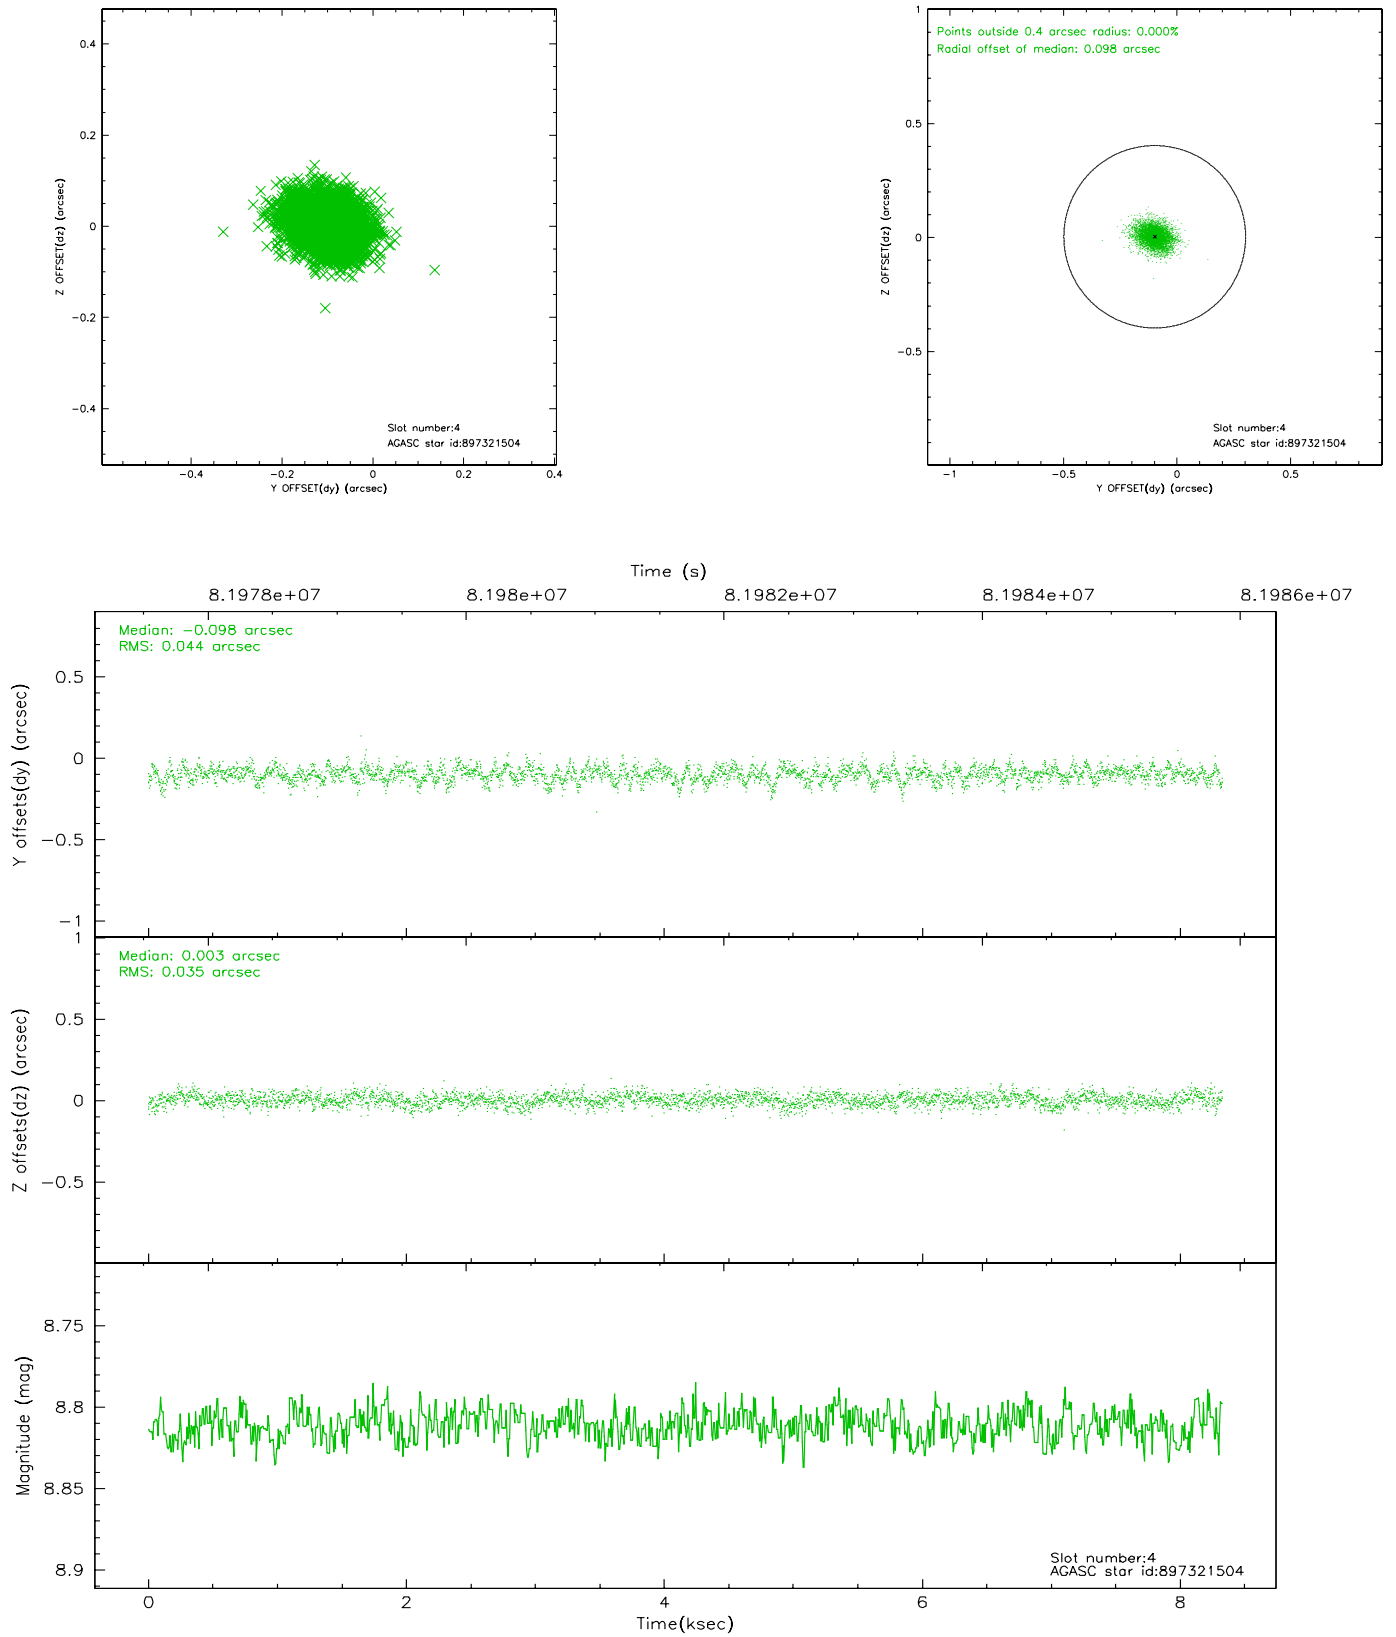 0.4
0.2
0
−0.2
−0.4
Z OFFSET(dz) (arcsec)
Slot number:4
AGASC star id:897321504
−0.4 −0.2 0 0.2 0.4
Y OFFSET(dy) (arcsec)
Points outside 0.4 arcsec radius: 0.000%
Radial offset of median: 0.098 arcsec
1
0.5
0
−0.5
Z OFFSET(dz) (arcsec)
Slot number:4
AGASC star id:897321504
−1 −0.5 0 0.5
Y OFFSET(dy) (arcsec)
Time (s)
8.1978e+07 8.198e+07 8.1982e+07 8.1984e+07 8.1986e+07
Median: −0.098 arcsec
RMS: 0.044 arcsec
0.5
0
−0.5
−1
Y offsets(dy) (arcsec)
Median: 0.003 arcsec
RMS: 0.035 arcsec
1
0.5
0
−0.5
Z offsets(dz) (arcsec)
8.75
8.8
8.85
8.9
Magnitude (mag)
Slot number:4
AGASC star id:897321504
0 2 4 6 8
Time(ksec)